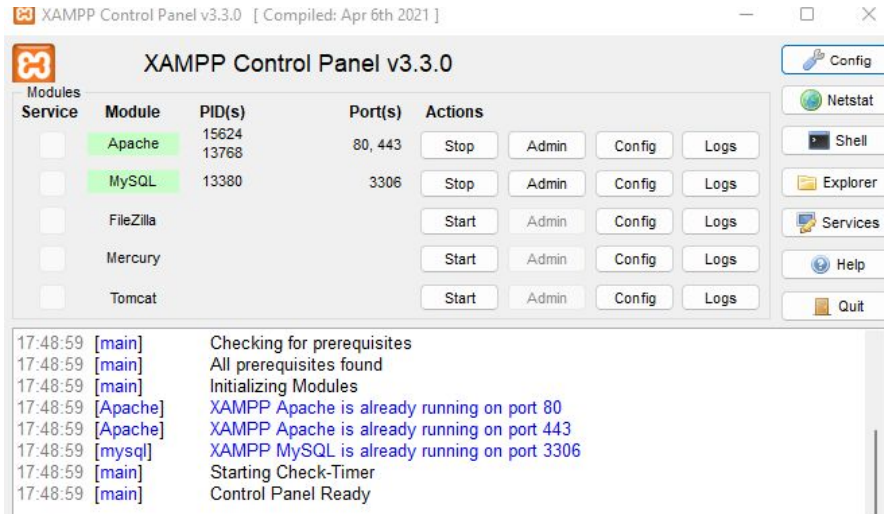 XAMPP Control Panel v3.3.0 [ Compiled: Apr 6th 2021 ]
XAMPP Control Panel v3.3.0
Config
Modules
Netstat
Service Module PID(s) Port(s) Actions
Apache 15624 13768 80, 443 Stop Admin Config Logs
Shell
MySQL 13380 3306 Stop Admin Config Logs
Explorer
FileZilla Start Admin Config Logs
Services
Mercury Start Admin Config Logs
Help
Tomcat Start Admin Config Logs
Quit
17:48:59 [main] Checking for prerequisites
17:48:59 [main] All prerequisites found
17:48:59 [main] Initializing Modules
17:48:59 [Apache] XAMPP Apache is already running on port 80
17:48:59 [Apache] XAMPP Apache is already running on port 443
17:48:59 [mysql] XAMPP MySQL is already running on port 3306
17:48:59 [main] Starting Check-Timer
17:48:59 [main] Control Panel Ready